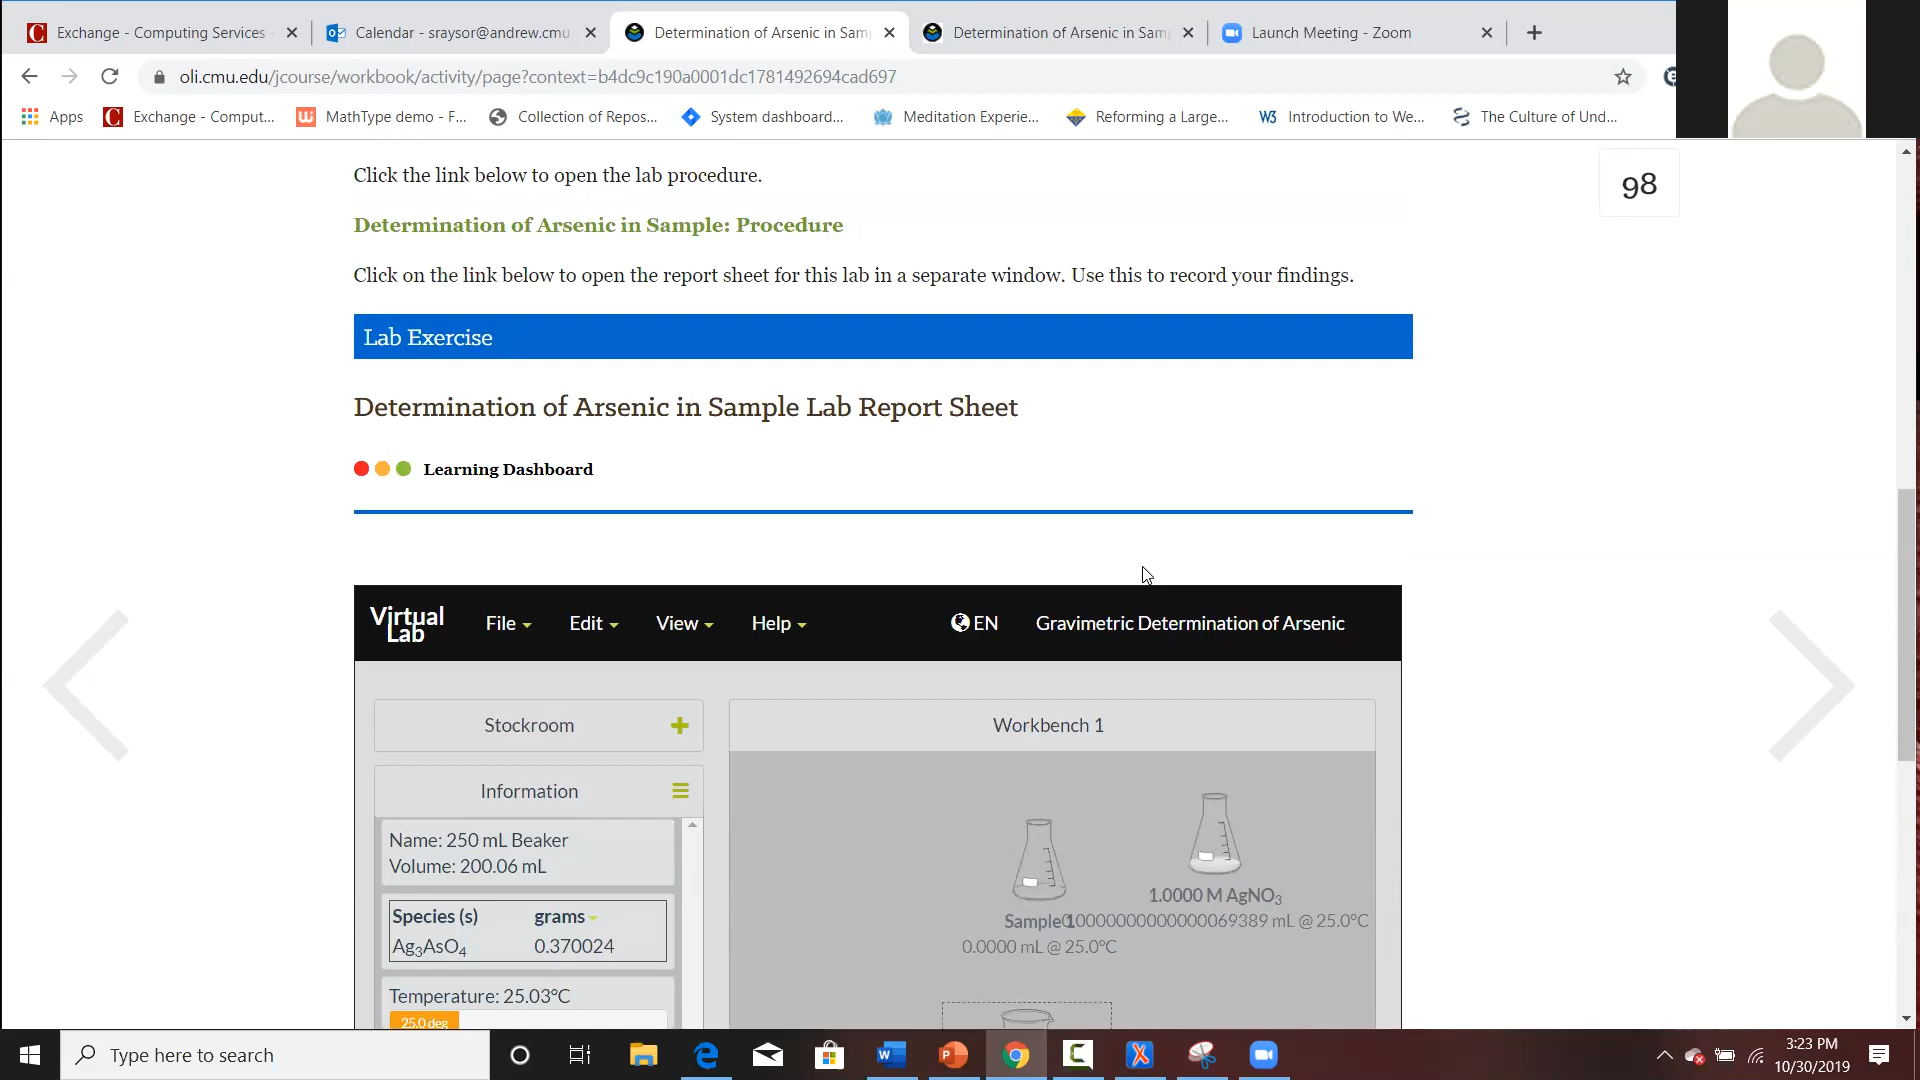 Exchange - Computing Services
Calendar - sraysor@andrew.cmu
Determination of Arsenic in Sam
Determination of Arsenic in Sam
Launch Meeting - Zoom
oli.cmu.edu/jcourse/workbook/activity/page?context=b4dc9c190a0001dc1781492694cad697
Apps
Exchange - Comput...
MathType demo - F...
Collection of Repos...
System dashboard...
Meditation Experie...
Reforming a Large...
Introduction to We...
The Culture of Und...
Click the link below to open the lab procedure.
98
Determination of Arsenic in Sample: Procedure
Click on the link below to open the report sheet for this lab in a separate window. Use this to record your findings.
Lab Exercise
Determination of Arsenic in Sample Lab Report Sheet
Learning Dashboard
Virtual
Lab
File
Edit
View
Help
EN
Gravimetric Determination of Arsenic
Stockroom
Workbench 1
Information
Name: 250 mL Beaker
Volume: 200.06 mL
Species (s) grams
Ag₃AsO₄ 0.370024
Temperature: 25.03°C
25.0 deg
1.0000 M AgNO₃
Sample 1
0.0000 mL @ 25.0°C
Type here to search
3:23 PM
10/30/2019